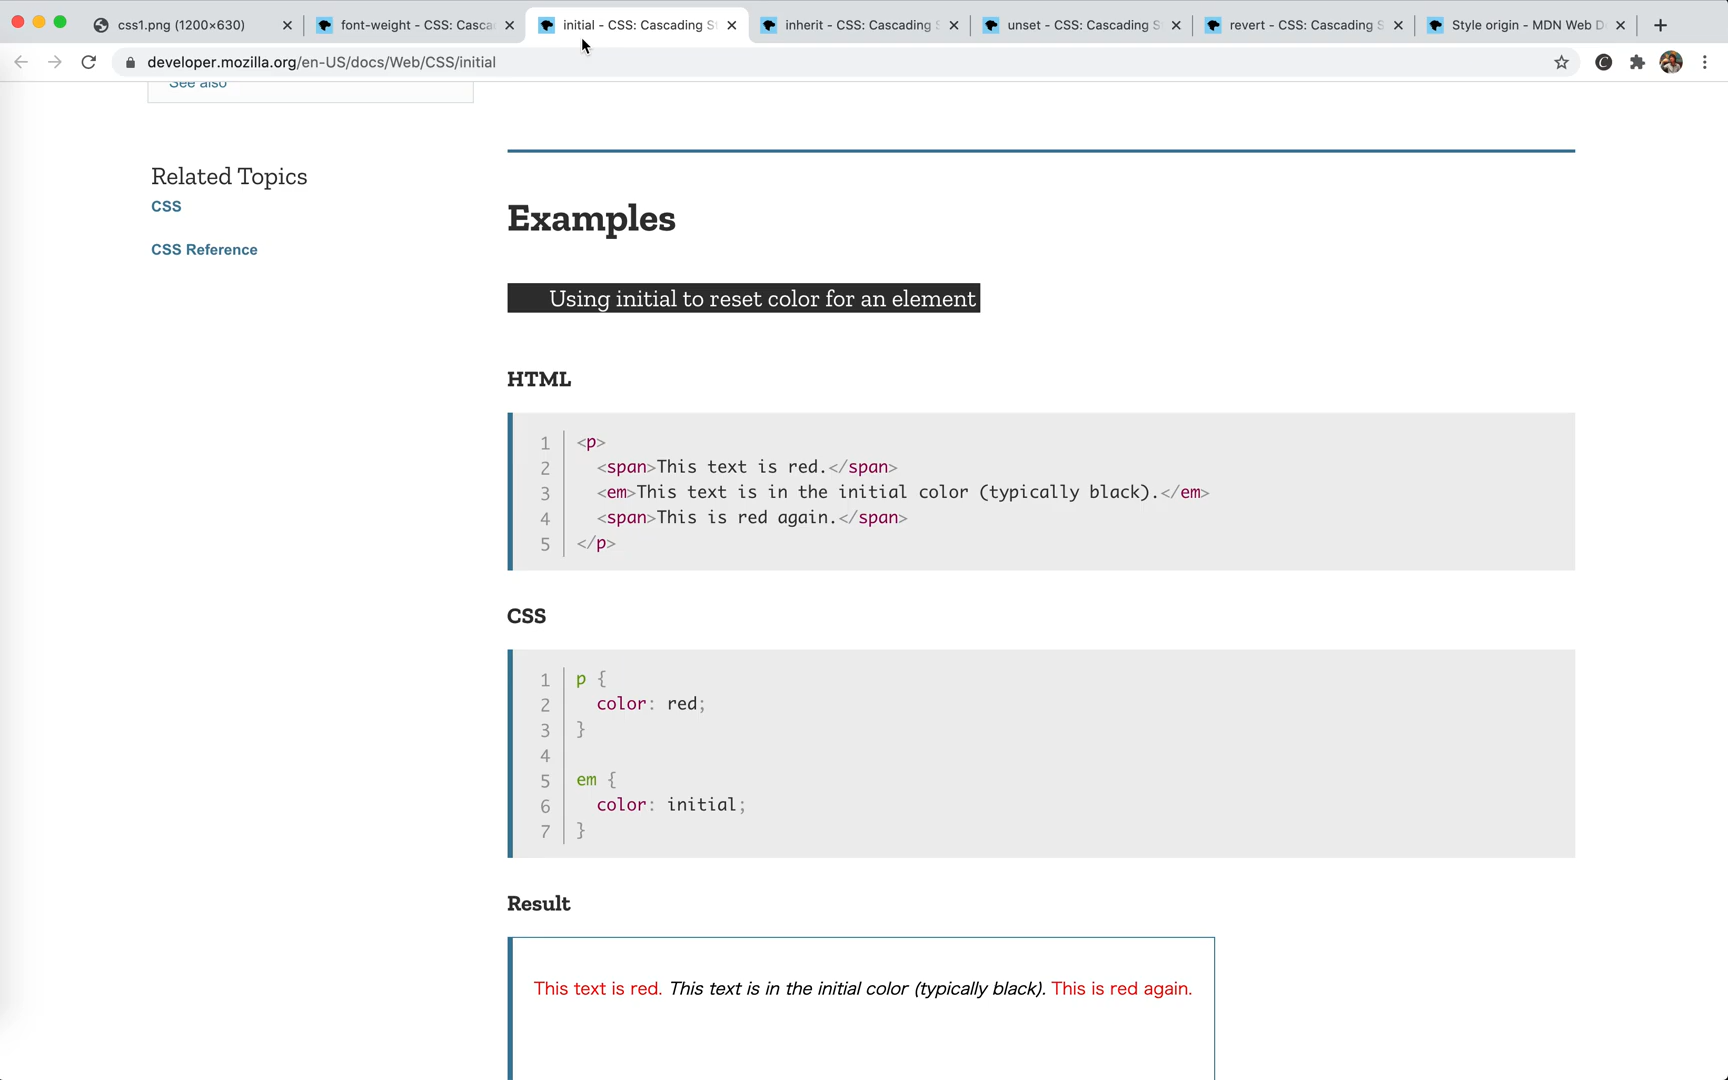 css1.png (1200×630)
font-weight - CSS: Casca
initial - CSS: Cascading S
inherit - CSS: Cascading S
unset - CSS: Cascading S
revert - CSS: Cascading S
Style origin - MDN Web D
developer.mozilla.org/en-US/docs/Web/CSS/initial
See also
Related Topics
CSS
CSS Reference
Examples
Using initial to reset color for an element
HTML
1 <p>
2 <span>This text is red.</span>
3 <em>This text is in the initial color (typically black).</em>
4 <span>This is red again.</span>
5 </p>
CSS
1 p {
2 color: red;
3 }
4
5 em {
6 color: initial;
7 }
Result
This text is red. This text is in the initial color (typically black). This is red again.